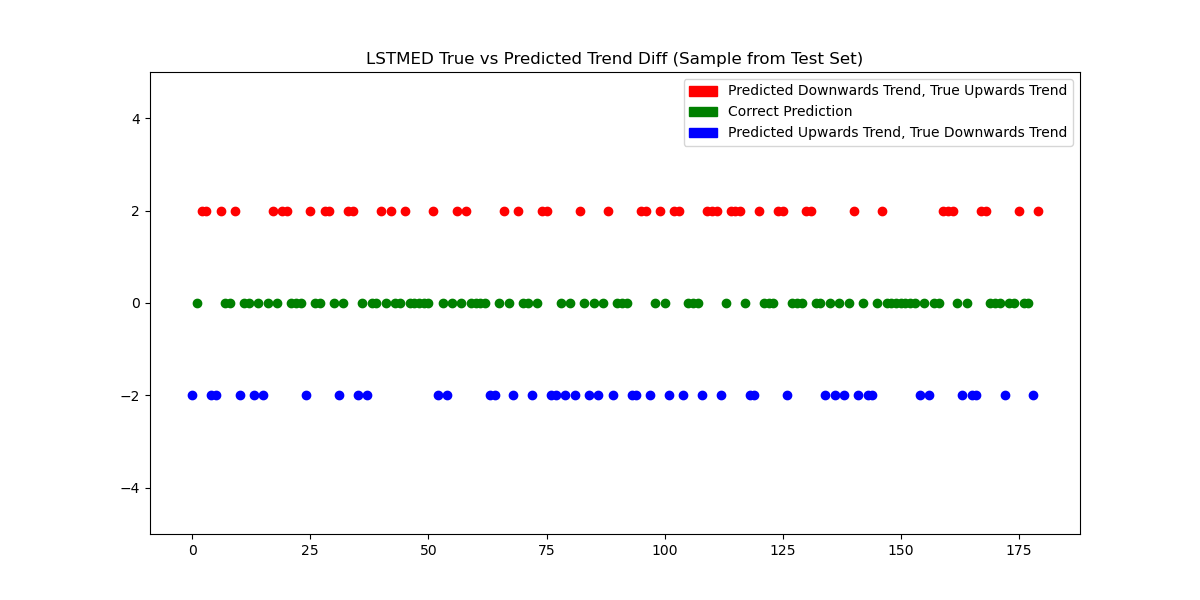 LSTMED True vs Predicted Trend Diff (Sample from Test Set)
Predicted Downwards Trend, True Upwards Trend
Correct Prediction
Predicted Upwards Trend, True Downwards Trend
4
2
0
−2
−4
0 25 50 75 100 125 150 175